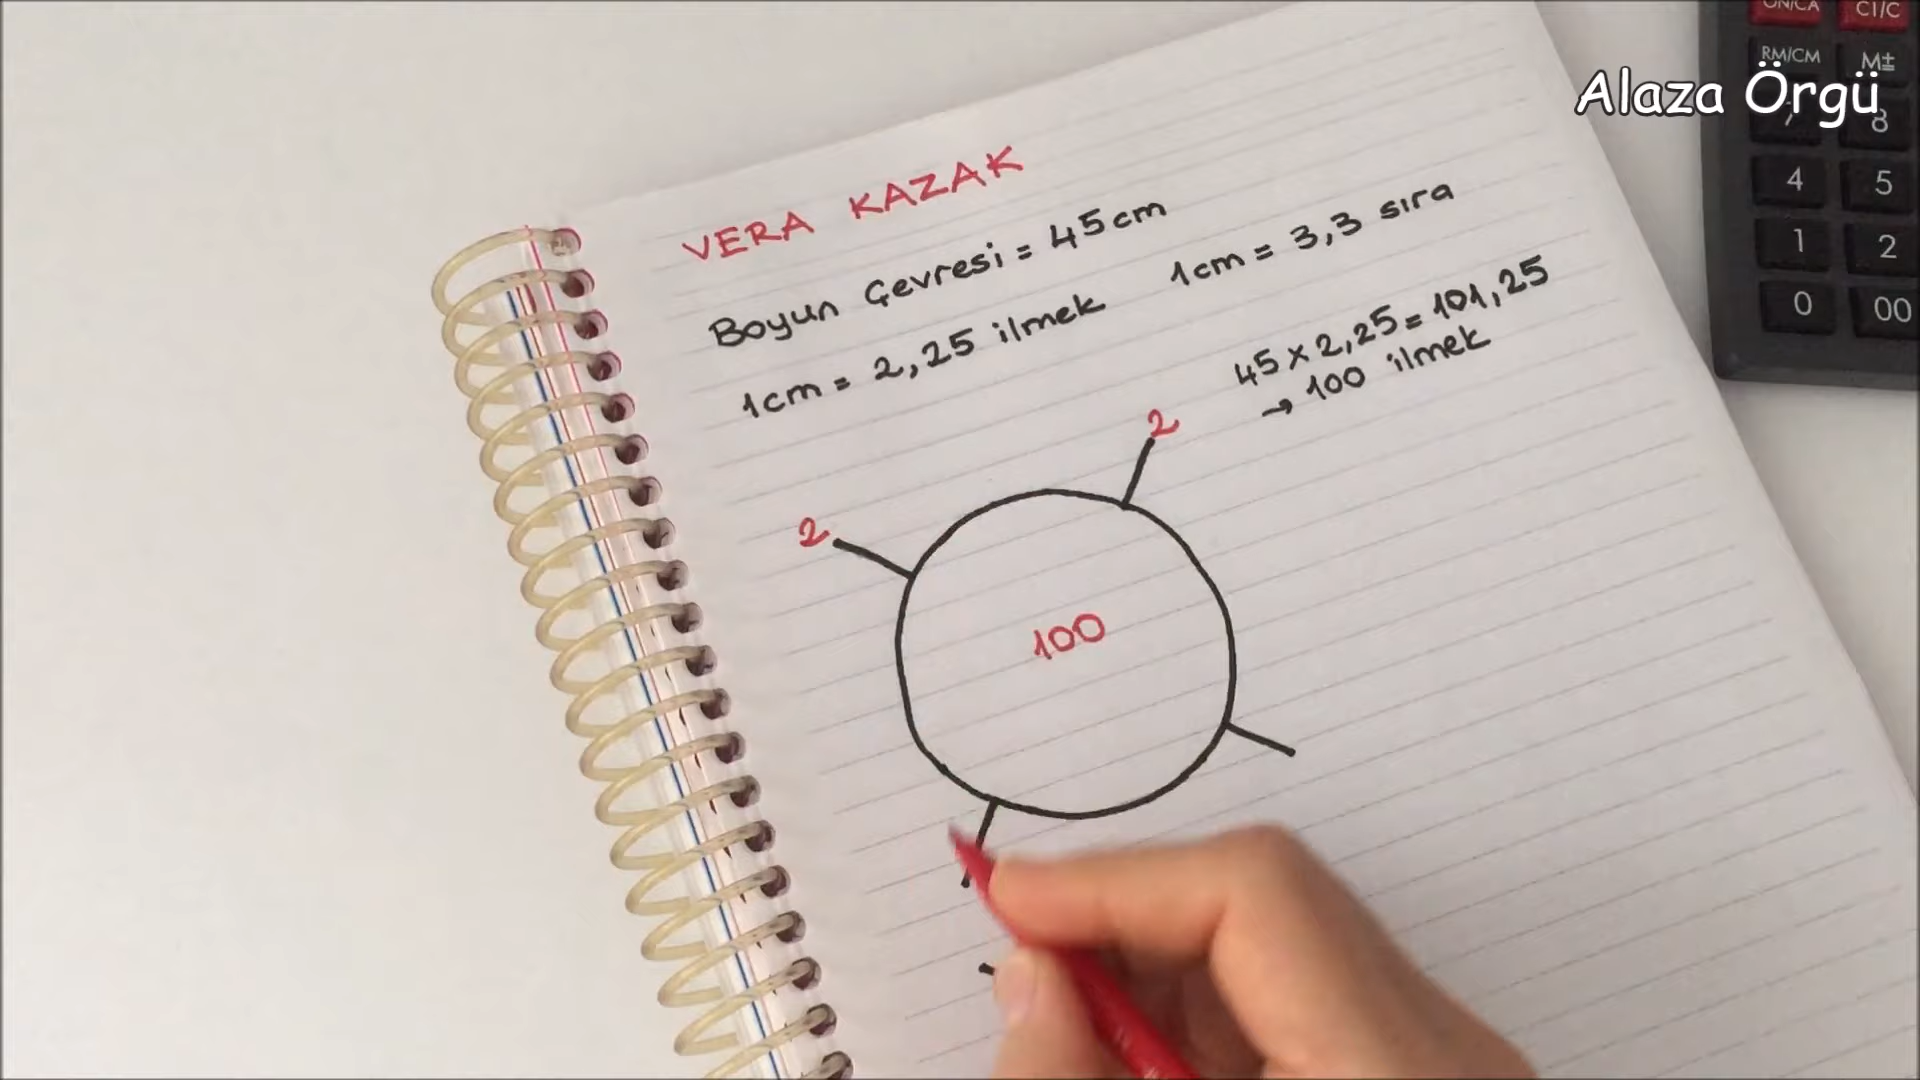 Alaza Örgü
ON/CA C1/C
RM/CM M±
8
4 5
1 2
0 00
VERA KAZAK
Boyun Çevresi = 45cm
1cm = 2,25 ilmek 1cm = 3,3 sıra
45 x 2,25 = 101,25
→ 100 ilmek
2
2
100